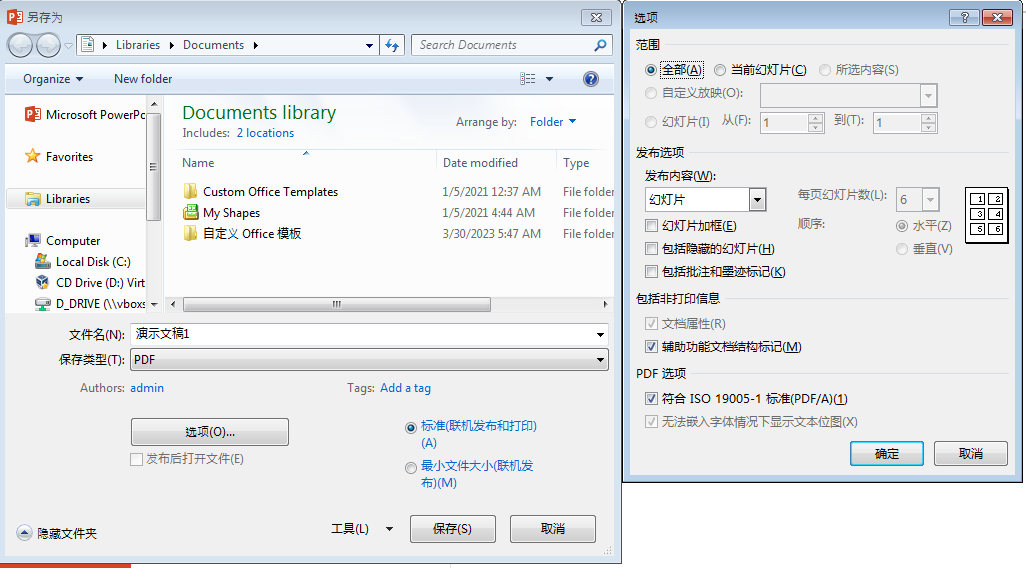 另存为
Libraries
Documents
Search Documents
Organize
New folder
Microsoft PowerPo
Favorites
Libraries
Computer
Local Disk (C:)
CD Drive (D:) Virt
D_DRIVE (\\vboxs
Documents library
Includes: 2 locations
Arrange by: Folder
Name Date modified Type
Custom Office Templates 1/5/2021 12:37 AM File folder
My Shapes 1/5/2021 4:44 AM File folder
自定义 Office 模板 3/30/2023 5:47 AM File folder
文件名(N): 演示文稿1
保存类型(T): PDF
Authors: admin Tags: Add a tag
选项(O)...
发布后打开文件(E)
标准(联机发布和打印)
(A)
最小文件大小(联机发
布)(M)
隐藏文件夹
工具(L) 保存(S) 取消
选项
范围
全部(A) 当前幻灯片(C) 所选内容(S)
自定义放映(O):
幻灯片(I) 从(F): 1 到(T): 1
发布选项
发布内容(W):
幻灯片
每页幻灯片数(L): 6
幻灯片加框(E)
顺序: 水平(Z)
包括隐藏的幻灯片(H)
垂直(V)
包括批注和墨迹标记(K)
1 2
3 4
5 6
包括非打印信息
文档属性(R)
辅助功能文档结构标记(M)
PDF 选项
符合 ISO 19005-1 标准(PDF/A)(1)
无法嵌入字体情况下显示文本位图(X)
确定 取消